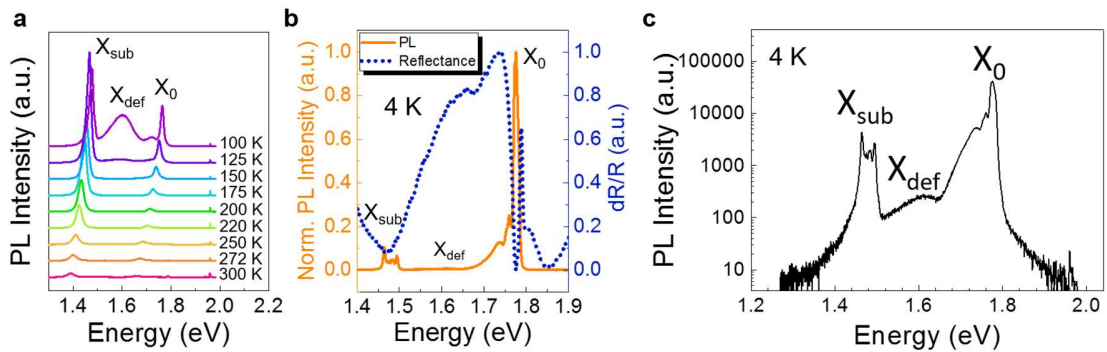 a
PL Intensity (a.u.)
X_sub
X_def
X_0
100 K
125 K
150 K
175 K
200 K
220 K
250 K
272 K
300 K
1.4 1.6 1.8 2.0 2.2
Energy (eV)
b
Norm. PL Intensity (a.u.)
1.0
0.8
0.6
0.4
0.2
0.0
PL
Reflectance
X_0
4 K
X_sub
X_def
1.0
0.8
0.6
0.4
0.2
0.0
dR/R (a.u.)
1.4 1.5 1.6 1.7 1.8 1.9
Energy (eV)
c
PL Intensity (a.u.)
100000
10000
1000
100
10
4 K
X_0
X_sub
X_def
1.2 1.4 1.6 1.8 2.0
Energy (eV)